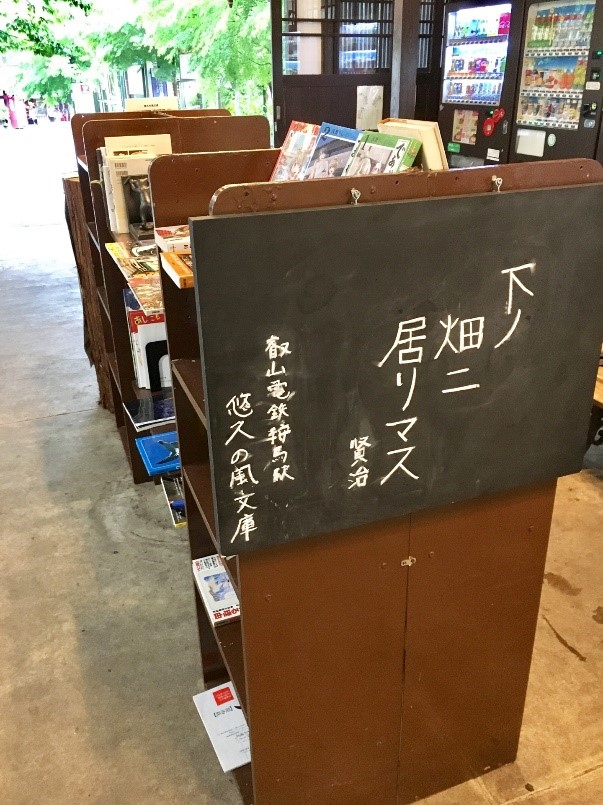 下ノ
畑ニ
居リマス
賢治
叡山電鉄鞍馬駅
悠久の風文庫